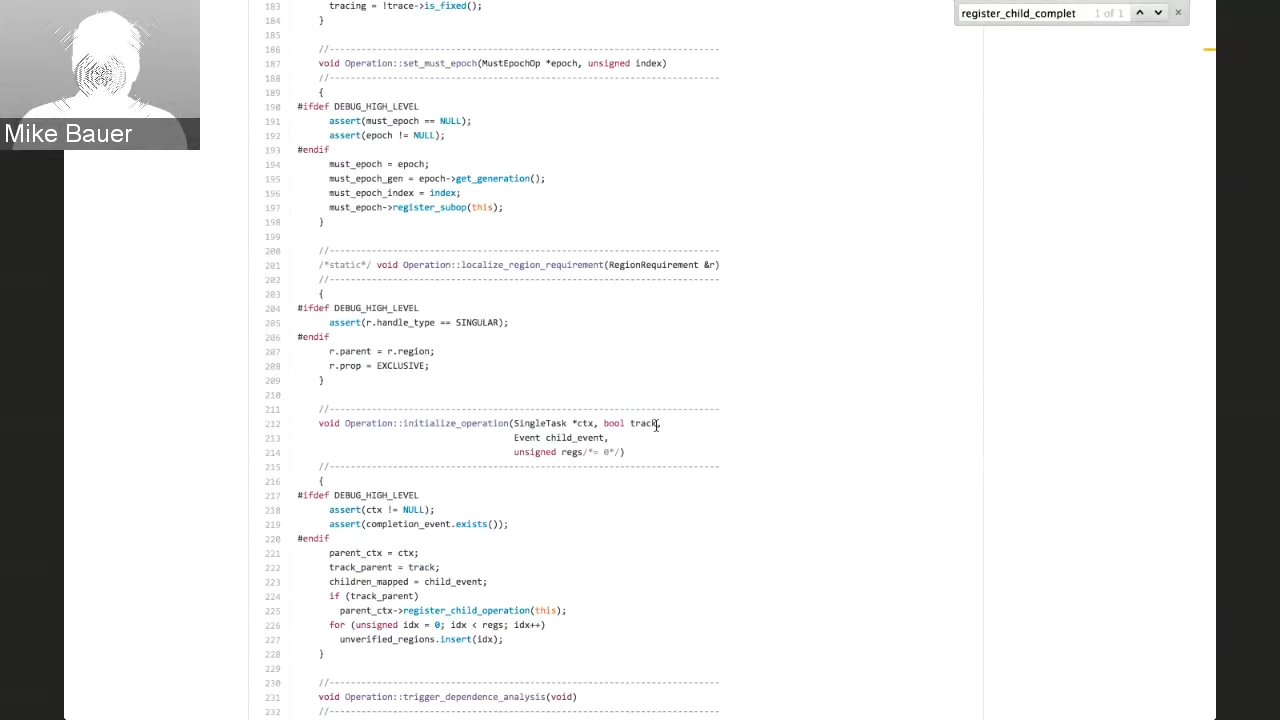 register_child_complet 1 of 1
Mike Bauer
183 tracing = !trace->is_fixed();
184 }
185
186 //--------------------------------------------------------------------------
187 void Operation::set_must_epoch(MustEpochOp *epoch, unsigned index)
188 //--------------------------------------------------------------------------
189 {
190 #ifdef DEBUG_HIGH_LEVEL
191 assert(must_epoch == NULL);
192 assert(epoch != NULL);
193 #endif
194 must_epoch = epoch;
195 must_epoch_gen = epoch->get_generation();
196 must_epoch_index = index;
197 must_epoch->register_subop(this);
198 }
199
200 //--------------------------------------------------------------------------
201 /*static*/ void Operation::localize_region_requirement(RegionRequirement &r)
202 //--------------------------------------------------------------------------
203 {
204 #ifdef DEBUG_HIGH_LEVEL
205 assert(r.handle_type == SINGULAR);
206 #endif
207 r.parent = r.region;
208 r.prop = EXCLUSIVE;
209 }
210
211 //--------------------------------------------------------------------------
212 void Operation::initialize_operation(SingleTask *ctx, bool track,
213 Event child_event,
214 unsigned regs/*= 0*/)
215 //--------------------------------------------------------------------------
216 {
217 #ifdef DEBUG_HIGH_LEVEL
218 assert(ctx != NULL);
219 assert(completion_event.exists());
220 #endif
221 parent_ctx = ctx;
222 track_parent = track;
223 children_mapped = child_event;
224 if (track_parent)
225 parent_ctx->register_child_operation(this);
226 for (unsigned idx = 0; idx < regs; idx++)
227 unverified_regions.insert(idx);
228 }
229
230 //--------------------------------------------------------------------------
231 void Operation::trigger_dependence_analysis(void)
232 //--------------------------------------------------------------------------